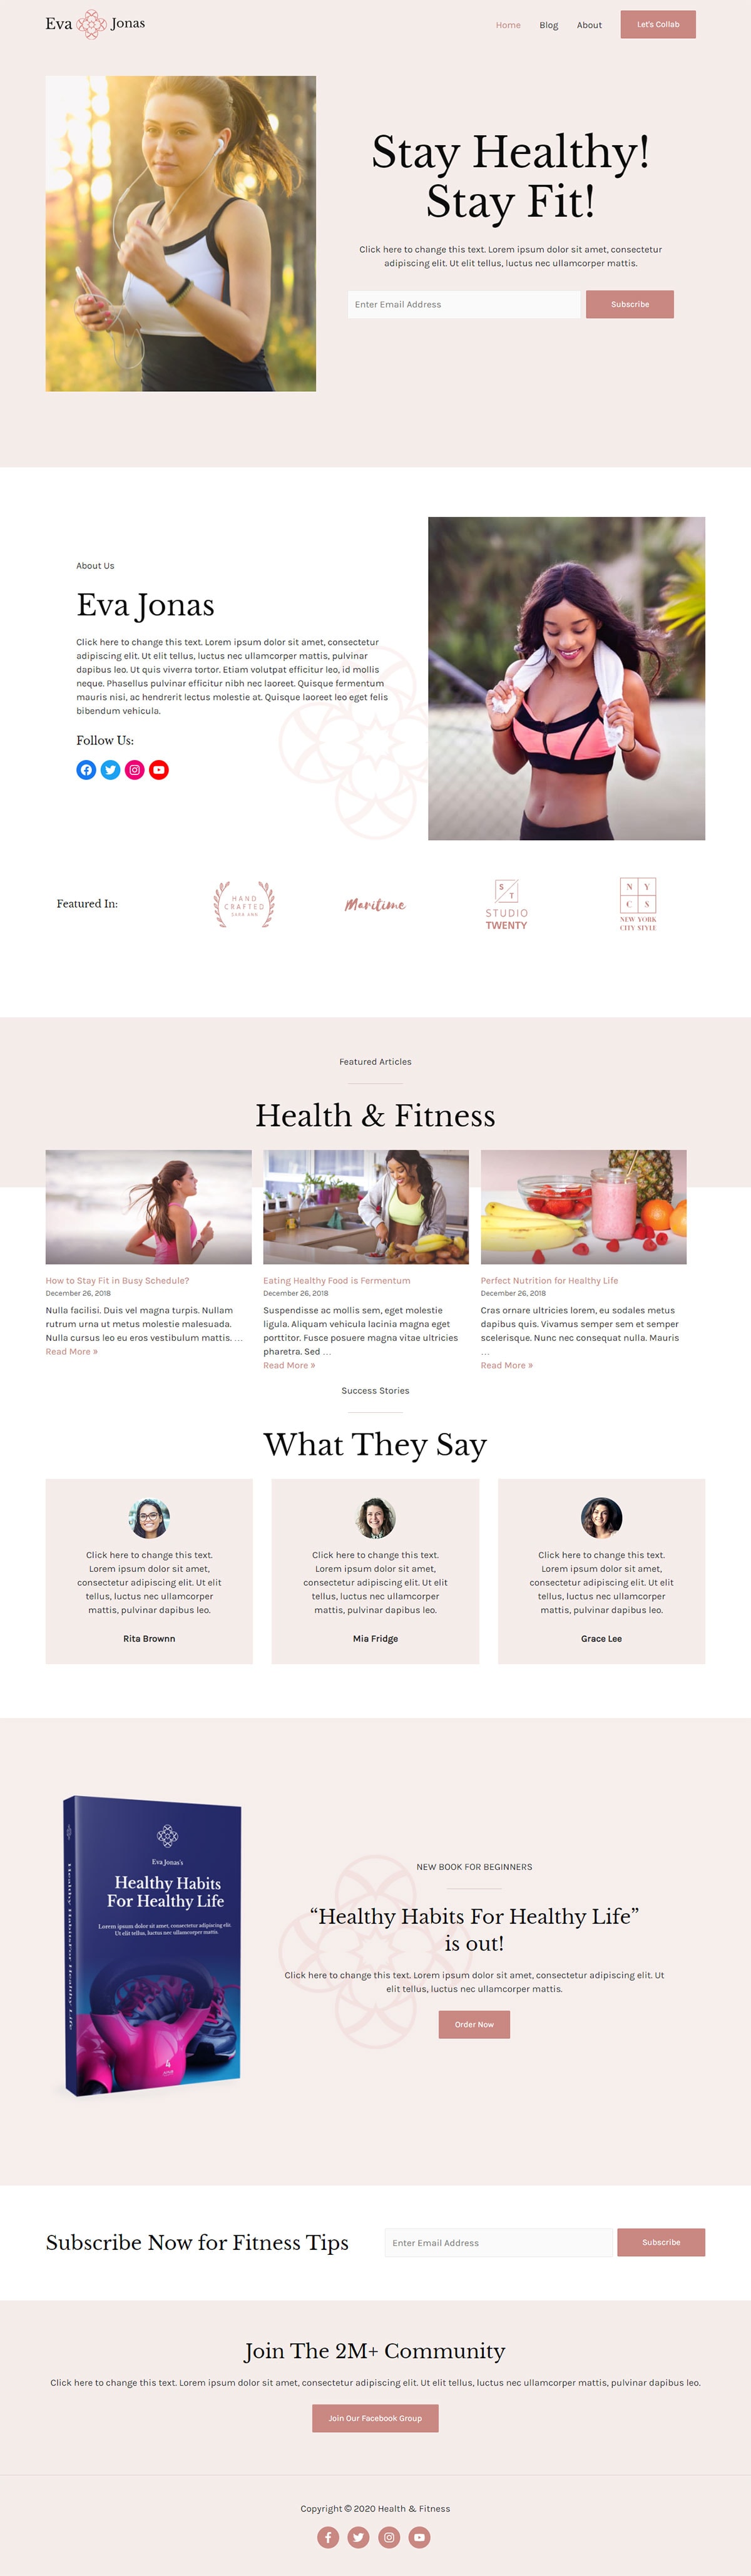 Eva Jonas
Home Blog About Let's Collab
Stay Healthy!
Stay Fit!
Click here to change this text. Lorem ipsum dolor sit amet, consectetur
adipiscing elit. Ut elit tellus, luctus nec ullamcorper mattis.
Enter Email Address Subscribe
About Us
Eva Jonas
Click here to change this text. Lorem ipsum dolor sit amet, consectetur
adipiscing elit. Ut elit tellus, luctus nec ullamcorper mattis, pulvinar
dapibus leo. Ut quis viverra tortor. Etiam volutpat efficitur leo, id mollis
neque. Phasellus pulvinar efficitur nibh nec laoreet. Quisque fermentum
mauris nisi, ac hendrerit lectus molestie at. Quisque laoreet leo eget felis
bibendum vehicula.
Follow Us:
Featured In:
HAND
CRAFTED
SARA ANN
Maritime
S
T
STUDIO
TWENTY
N Y
C S
NEW YORK
CITY STYLE
Featured Articles
Health & Fitness
How to Stay Fit in Busy Schedule?
December 26, 2018
Nulla facilisi. Duis vel magna turpis. Nullam
rutrum urna ut metus molestie malesuada.
Nulla cursus leo eu eros vestibulum mattis. …
Read More »
Eating Healthy Food is Fermentum
December 26, 2018
Suspendisse ac mollis sem, eget molestie
ligula. Aliquam vehicula lacinia magna eget
porttitor. Fusce posuere magna vitae ultricies
pharetra. Sed …
Read More »
Perfect Nutrition for Healthy Life
December 26, 2018
Cras ornare ultricies lorem, eu sodales metus
dapibus quis. Vivamus semper sem et semper
scelerisque. Nunc nec consequat nulla. Mauris
…
Read More »
Success Stories
What They Say
Click here to change this text.
Lorem ipsum dolor sit amet,
consectetur adipiscing elit. Ut elit
tellus, luctus nec ullamcorper
mattis, pulvinar dapibus leo.
Rita Brownn
Click here to change this text.
Lorem ipsum dolor sit amet,
consectetur adipiscing elit. Ut elit
tellus, luctus nec ullamcorper
mattis, pulvinar dapibus leo.
Mia Fridge
Click here to change this text.
Lorem ipsum dolor sit amet,
consectetur adipiscing elit. Ut elit
tellus, luctus nec ullamcorper
mattis, pulvinar dapibus leo.
Grace Lee
Healthy Habits For Healthy Life
Eva Jonas's
Healthy Habits
For Healthy Life
Lorem ipsum dolor sit amet, consectetur adipiscing elit.
Ut elit tellus, luctus nec ullamcorper mattis.
4
NEW BOOK FOR BEGINNERS
“Healthy Habits For Healthy Life”
is out!
Click here to change this text. Lorem ipsum dolor sit amet, consectetur adipiscing elit. Ut
elit tellus, luctus nec ullamcorper mattis.
Order Now
Subscribe Now for Fitness Tips
Enter Email Address Subscribe
Join The 2M+ Community
Click here to change this text. Lorem ipsum dolor sit amet, consectetur adipiscing elit. Ut elit tellus, luctus nec ullamcorper mattis, pulvinar dapibus leo.
Join Our Facebook Group
Copyright © 2020 Health & Fitness